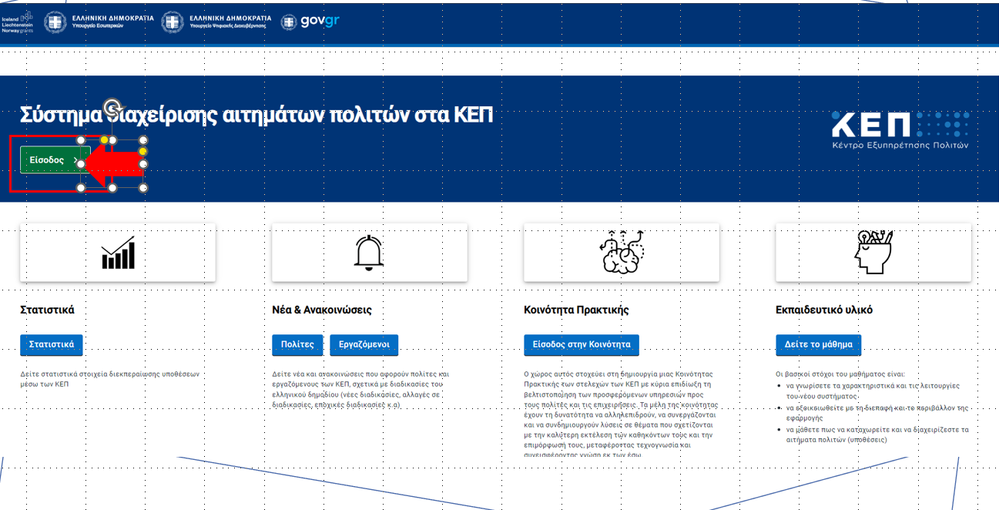 Iceland
Liechtenstein
Norway grants
ΕΛΛΗΝΙΚΗ ΔΗΜΟΚΡΑΤΙΑ
Υπουργείο Εσωτερικών
ΕΛΛΗΝΙΚΗ ΔΗΜΟΚΡΑΤΙΑ
Υπουργείο Ψηφιακής Διακυβέρνησης
govgr
Σύστημα διαχείρισης αιτημάτων πολιτών στα ΚΕΠ
Είσοδος
ΚΕΠ
Κέντρο Εξυπηρέτησης Πολιτών
Στατιστικά
Στατιστικά
Δείτε στατιστικά στοιχεία διεκπεραίωσης υποθέσεων
μέσω των ΚΕΠ
Νέα & Ανακοινώσεις
Πολίτες
Εργαζόμενοι
Δείτε νέα και ανακοινώσεις που αφορούν πολίτες και
εργαζόμενους των ΚΕΠ, σχετικά με διαδικασίες του
ελληνικού δημοδίου (νέες διαδικασίες, αλλαγές σε
διαδικασίες, εποχικές διαδικασίες κ.α)
Κοινότητα Πρακτικής
Είσοδος στην Κοινότητα
Ο χώρος αυτός στοχεύει στη δημιουργία μιας Κοινότητας
Πρακτικής των στελεχών των ΚΕΠ με κύρια επιδίωξη τη
βελτιστοποίηση των προσφερόμενων υπηρεσιών προς
τους πολίτες και τις επιχειρήσεις. Τα μέλη της κοινότητας
έχουν τη δυνατότητα να αλληλεπιδρούν, να συνεργάζονται
και να συνδημιουργούν λύσεις σε θέματα που σχετίζονται
με την καλύτερη εκτέλεση των καθηκόντων τούς και την
επιμόρφωσή τους, μεταφέροντας τεχνογνωσία και
συνεισφέροντας γνώση εκ των έσω.
Εκπαιδευτικό υλικό
Δείτε το μάθημα
Οι βασικοί στόχοι του μαθήματος είναι:
να γνωρίσετε τα χαρακτηριστικά και τις λειτουργίες
του νέου συστήματος
να εξοικειωθείτε με τη διεπαφή και το περιβάλλον της
εφαρμογής
να μάθετε πως να καταχωρείτε και να διαχειρίζεστε τα
αιτήματα πολιτών (υποθέσεις)